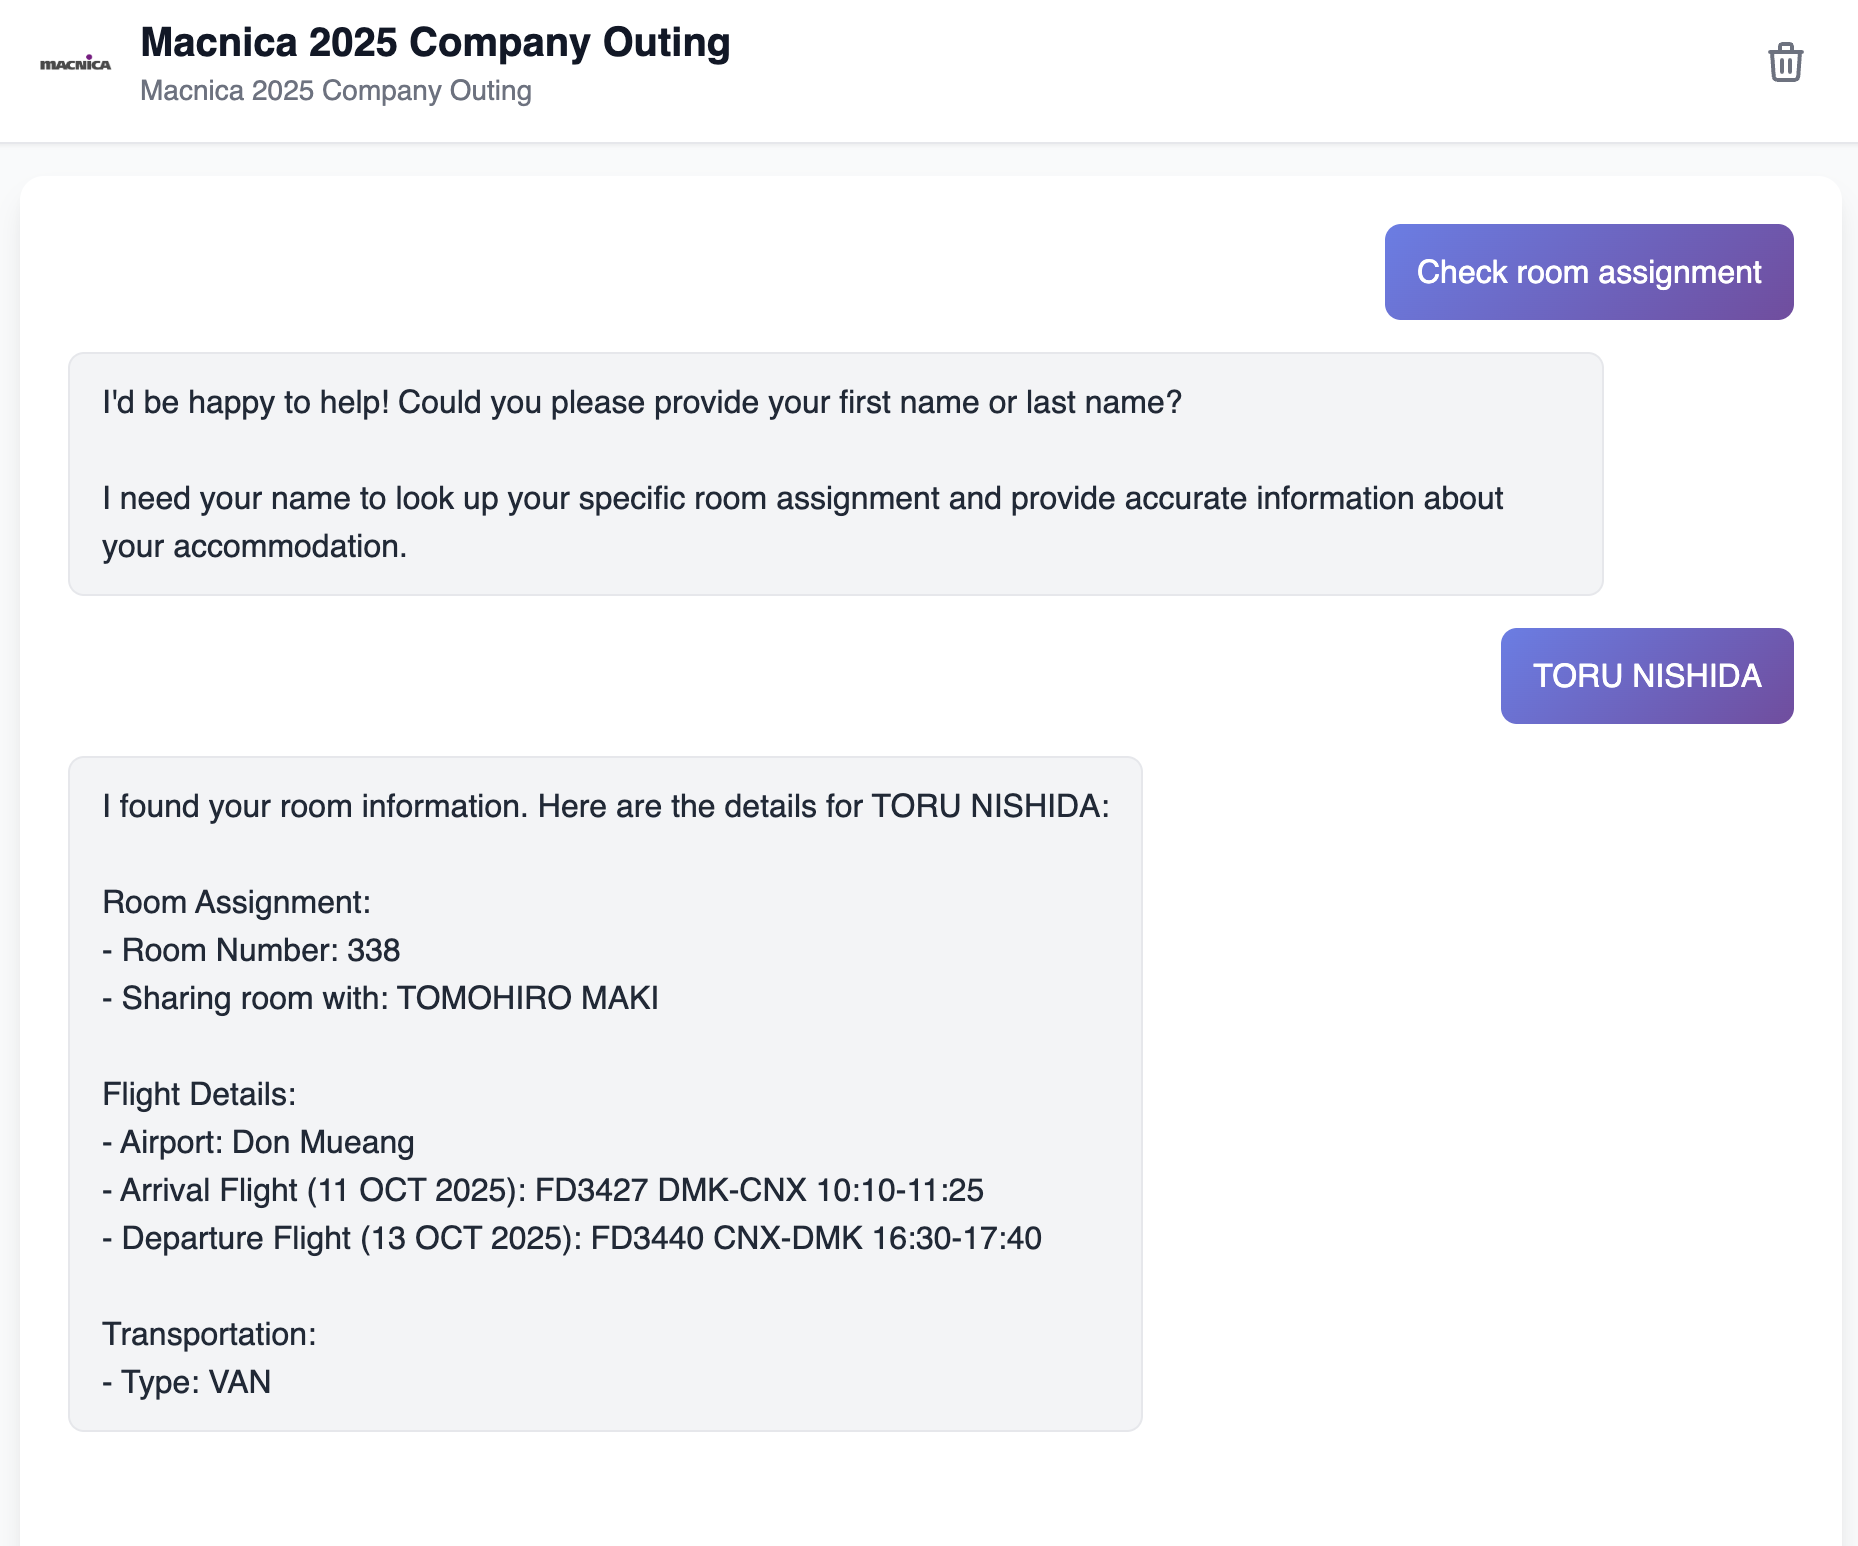 Macnica 2025 Company Outing
MACNICA
Macnica 2025 Company Outing
Check room assignment
I'd be happy to help! Could you please provide your first name or last name?
I need your name to look up your specific room assignment and provide accurate information about
your accommodation.
TORU NISHIDA
I found your room information. Here are the details for TORU NISHIDA:
Room Assignment:
- Room Number: 338
- Sharing room with: TOMOHIRO MAKI
Flight Details:
- Airport: Don Mueang
- Arrival Flight (11 OCT 2025): FD3427 DMK-CNX 10:10-11:25
- Departure Flight (13 OCT 2025): FD3440 CNX-DMK 16:30-17:40
Transportation:
- Type: VAN